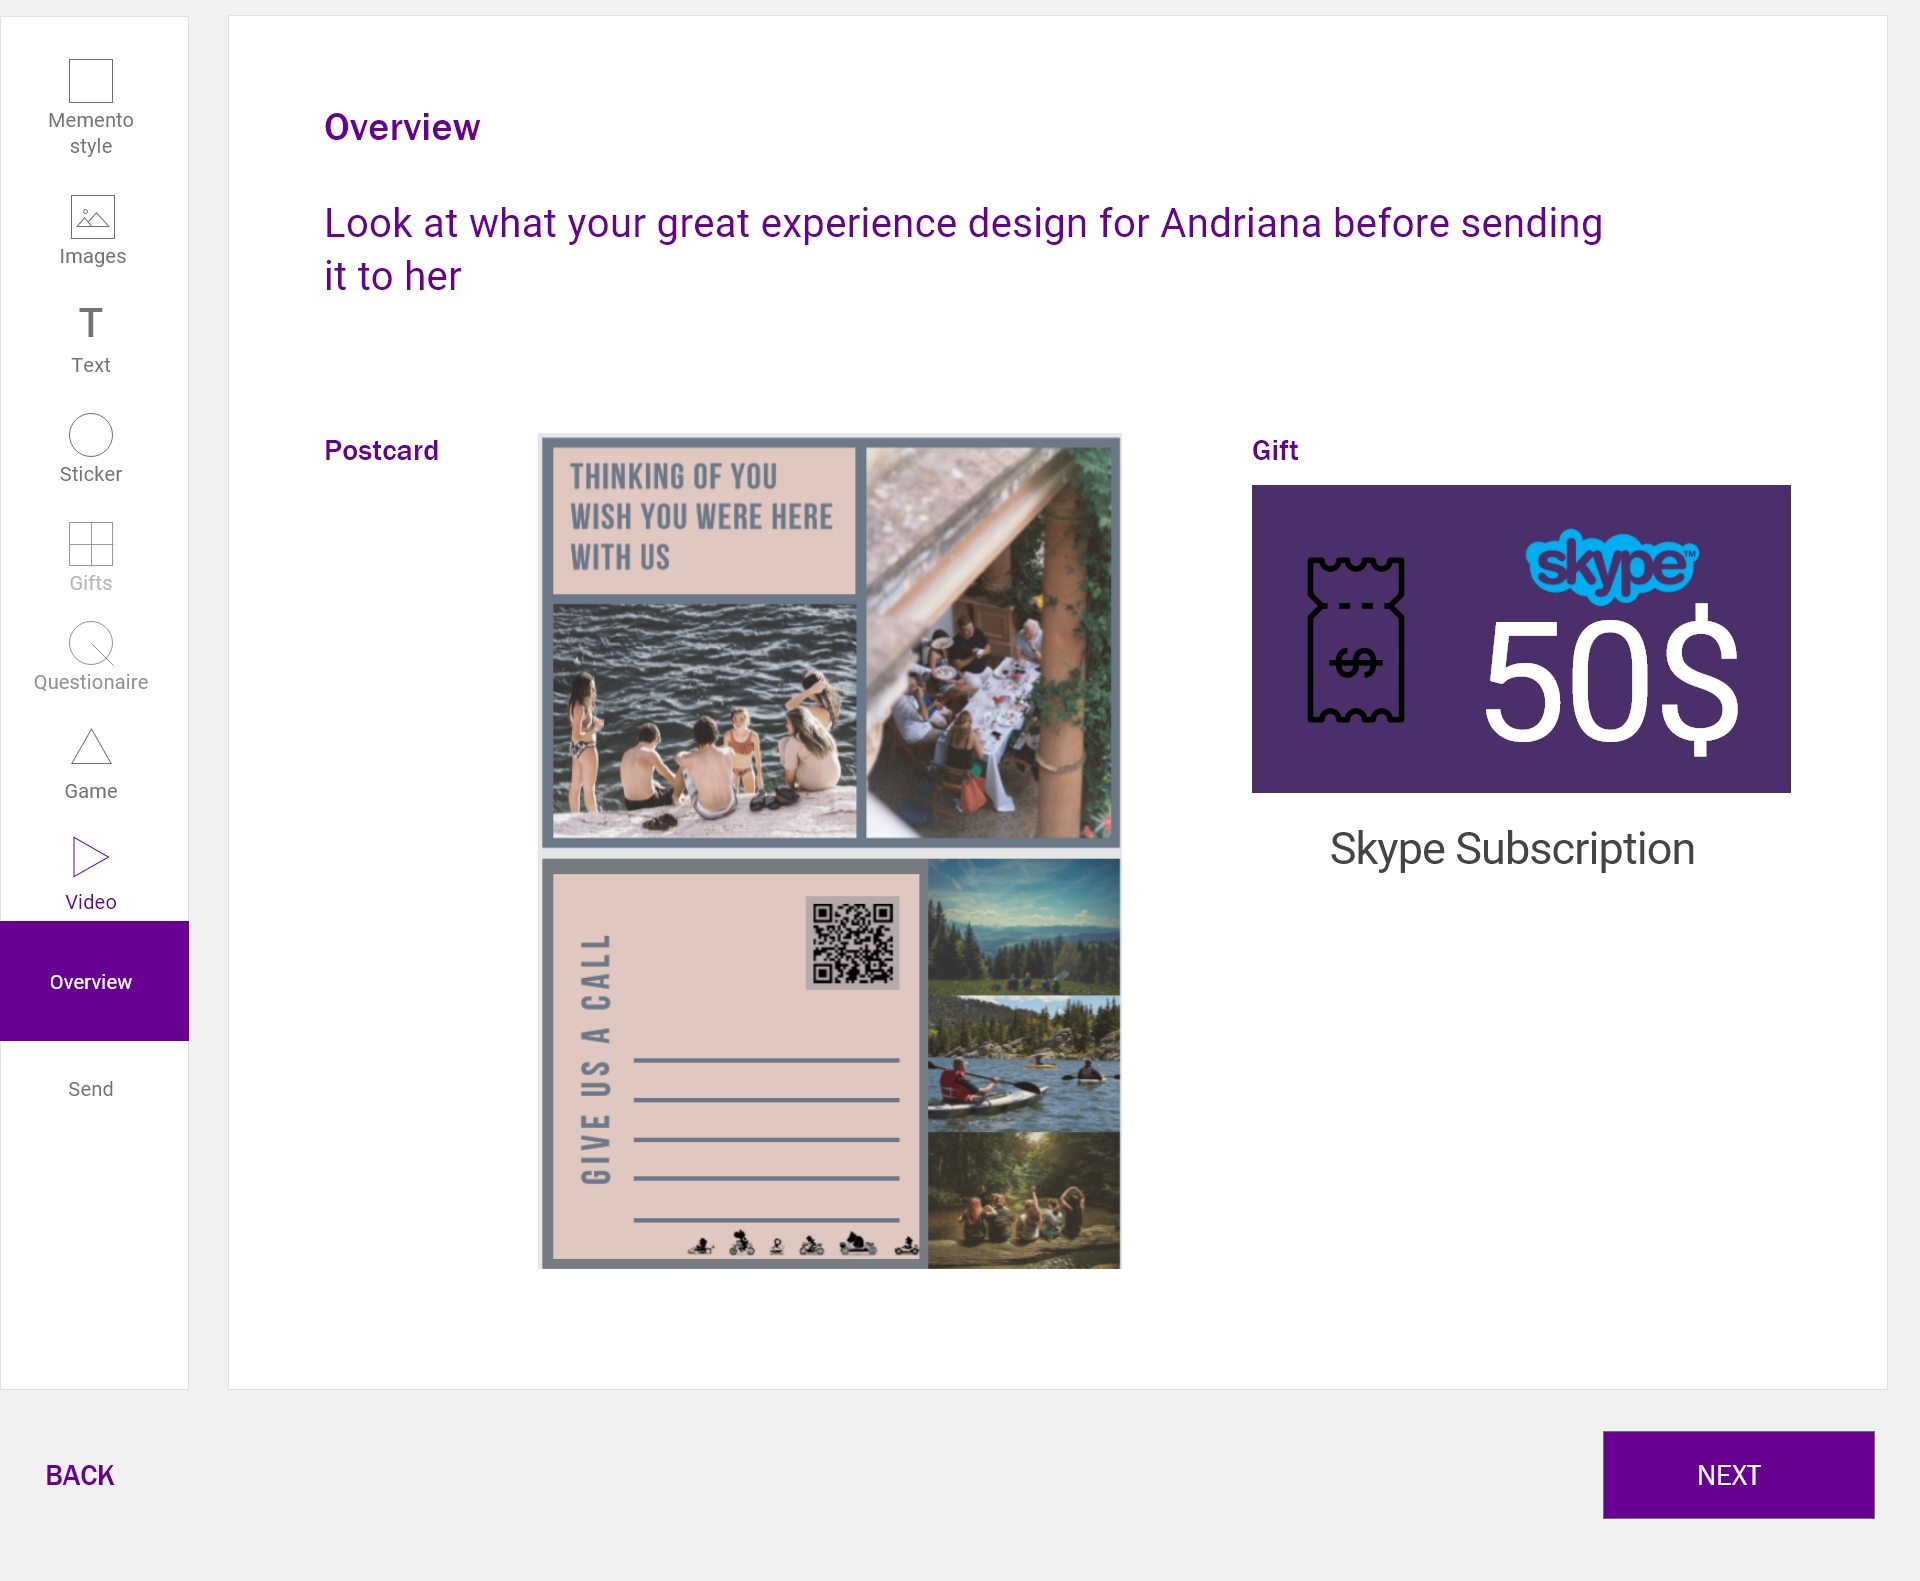 Memento
style
Images
T
Text
Sticker
Gifts
Questionaire
Game
Video
Overview
Send
Overview
Look at what your great experience design for Andriana before sending
it to her
Postcard
THINKING OF YOU
WISH YOU WERE HERE
WITH US
GIVE US A CALL
Gift
$
skype™
50$
Skype Subscription
BACK
NEXT